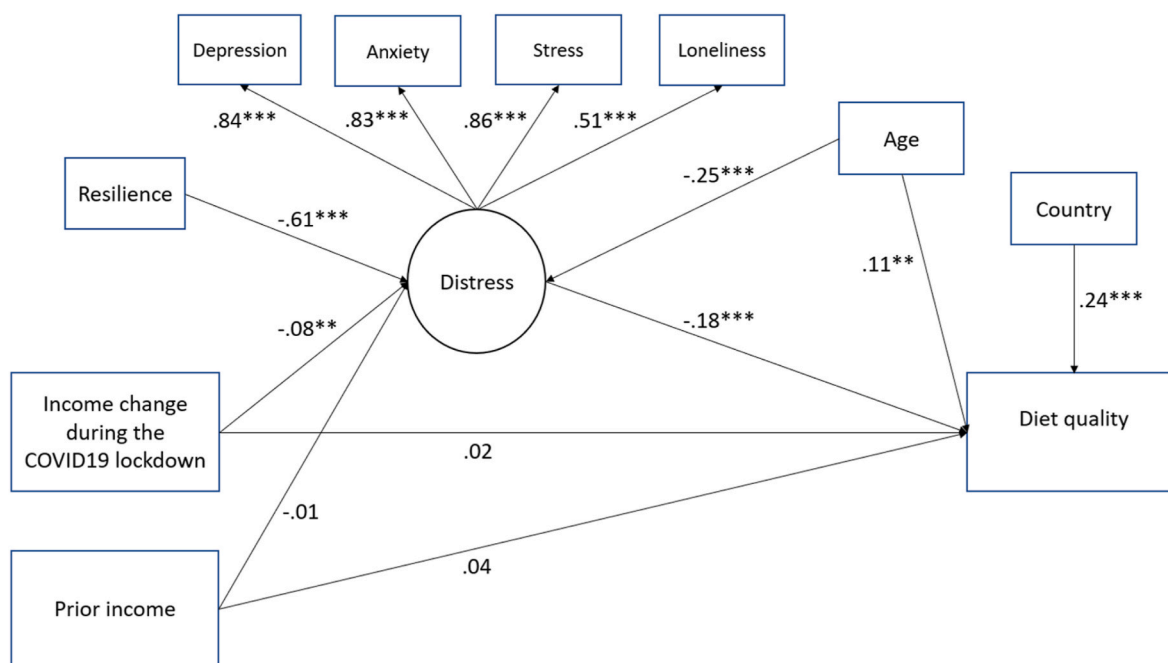 Depression
Anxiety
Stress
Loneliness
.84***
.83***
.86***
.51***
Age
Resilience
-.25***
Country
-.61***
.11**
Distress
.24***
-.08**
-.18***
Income change
during the
COVID19 lockdown
Diet quality
.02
-.01
.04
Prior income